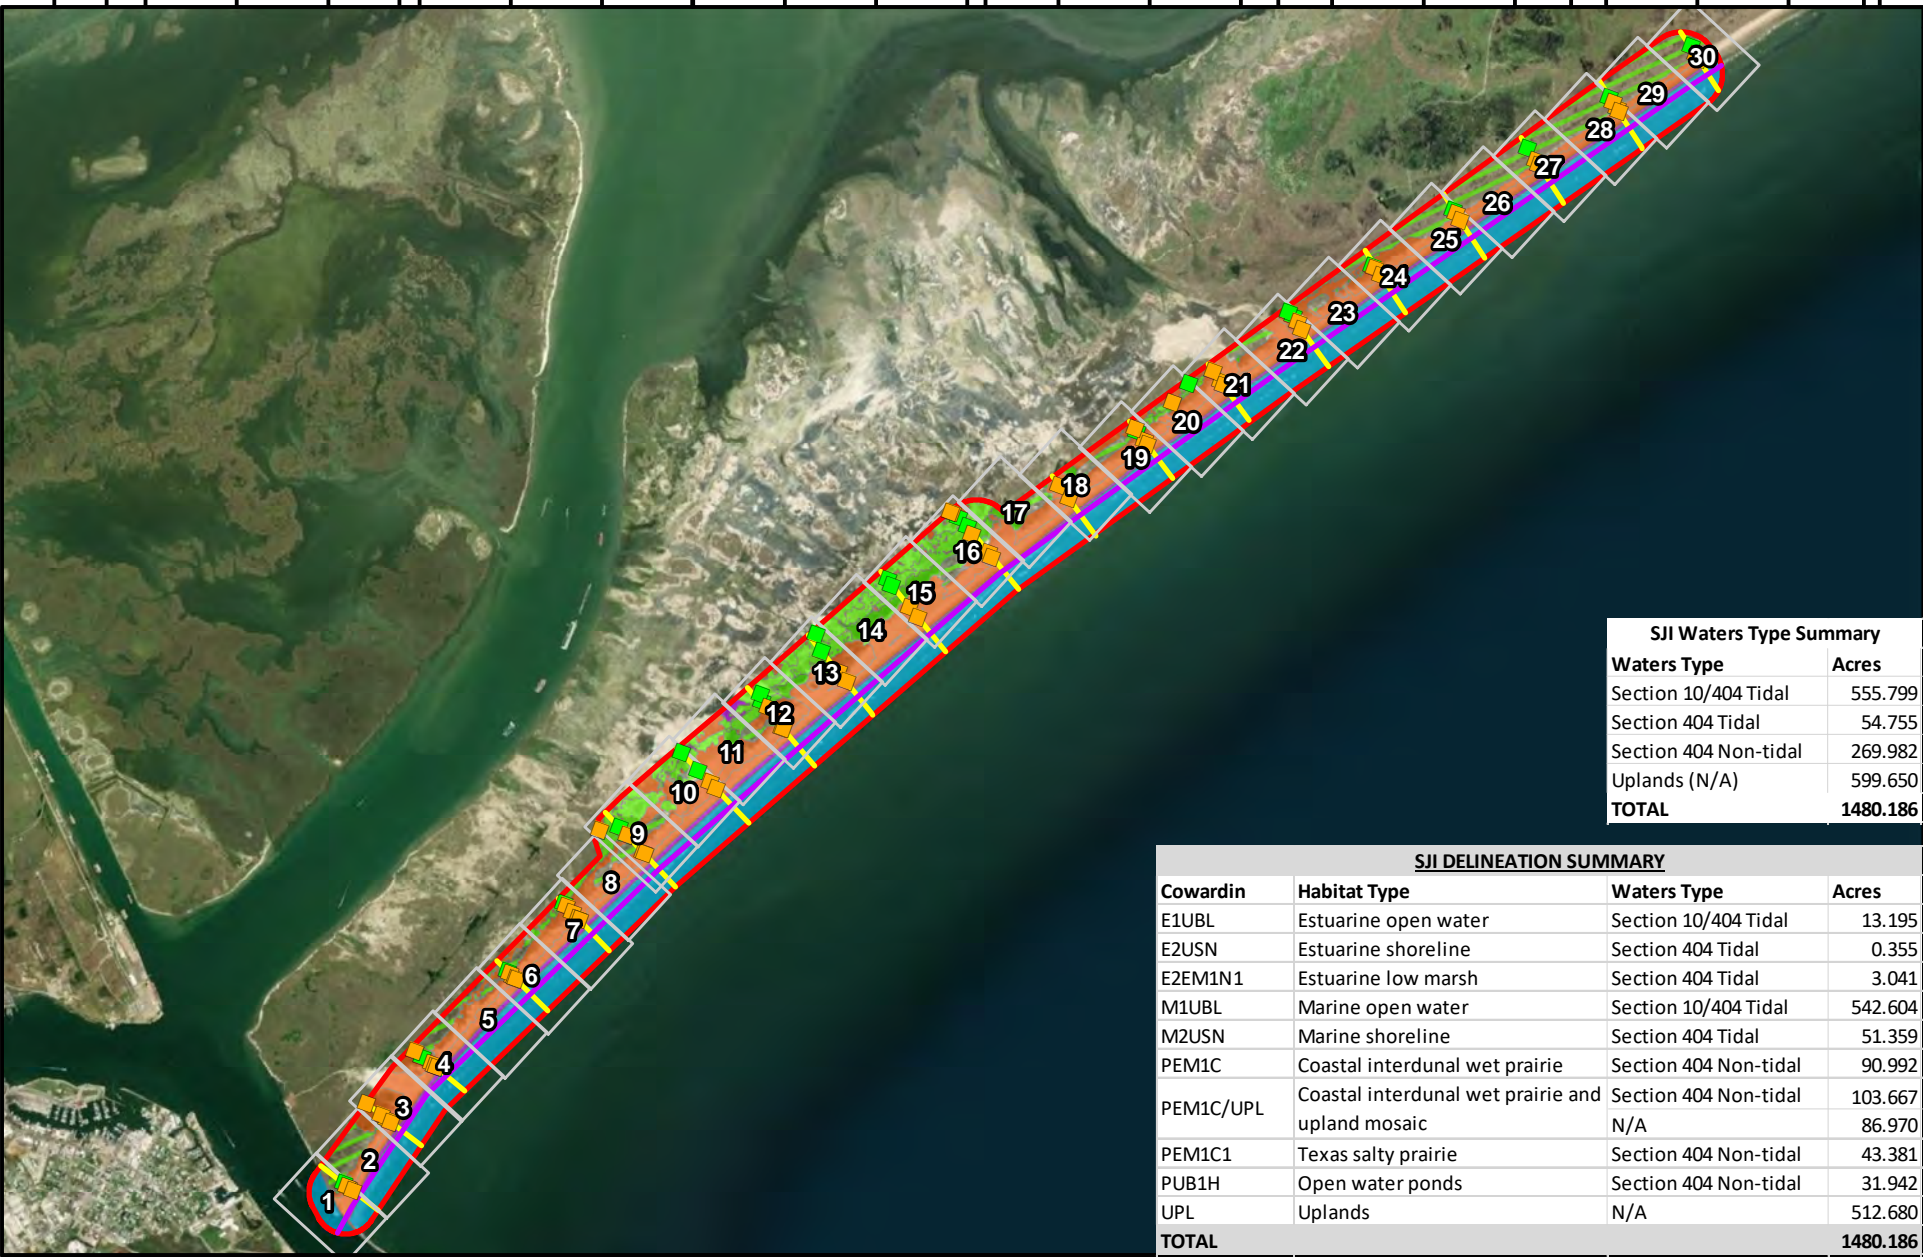 30
29
28
27
26
25
24
23
22
21
20
19
18
17
16
15
14
13
12
11
10
9
8
7
6
5
4
3
2
1
SJI Waters Type Summary
Waters Type Acres
Section 10/404 Tidal 555.799
Section 404 Tidal 54.755
Section 404 Non-tidal 269.982
Uplands (N/A) 599.650
TOTAL 1480.186
SJI DELINEATION SUMMARY
Cowardin Habitat Type Waters Type Acres
E1UBL Estuarine open water Section 10/404 Tidal 13.195
E2USN Estuarine shoreline Section 404 Tidal 0.355
E2EM1N1 Estuarine low marsh Section 404 Tidal 3.041
M1UBL Marine open water Section 10/404 Tidal 542.604
M2USN Marine shoreline Section 404 Tidal 51.359
PEM1C Coastal interdunal wet prairie Section 404 Non-tidal 90.992
PEM1C/UPL Coastal interdunal wet prairie and Section 404 Non-tidal 103.667
upland mosaic N/A 86.970
PEM1C1 Texas salty prairie Section 404 Non-tidal 43.381
PUB1H Open water ponds Section 404 Non-tidal 31.942
UPL Uplands N/A 512.680
TOTAL 1480.186